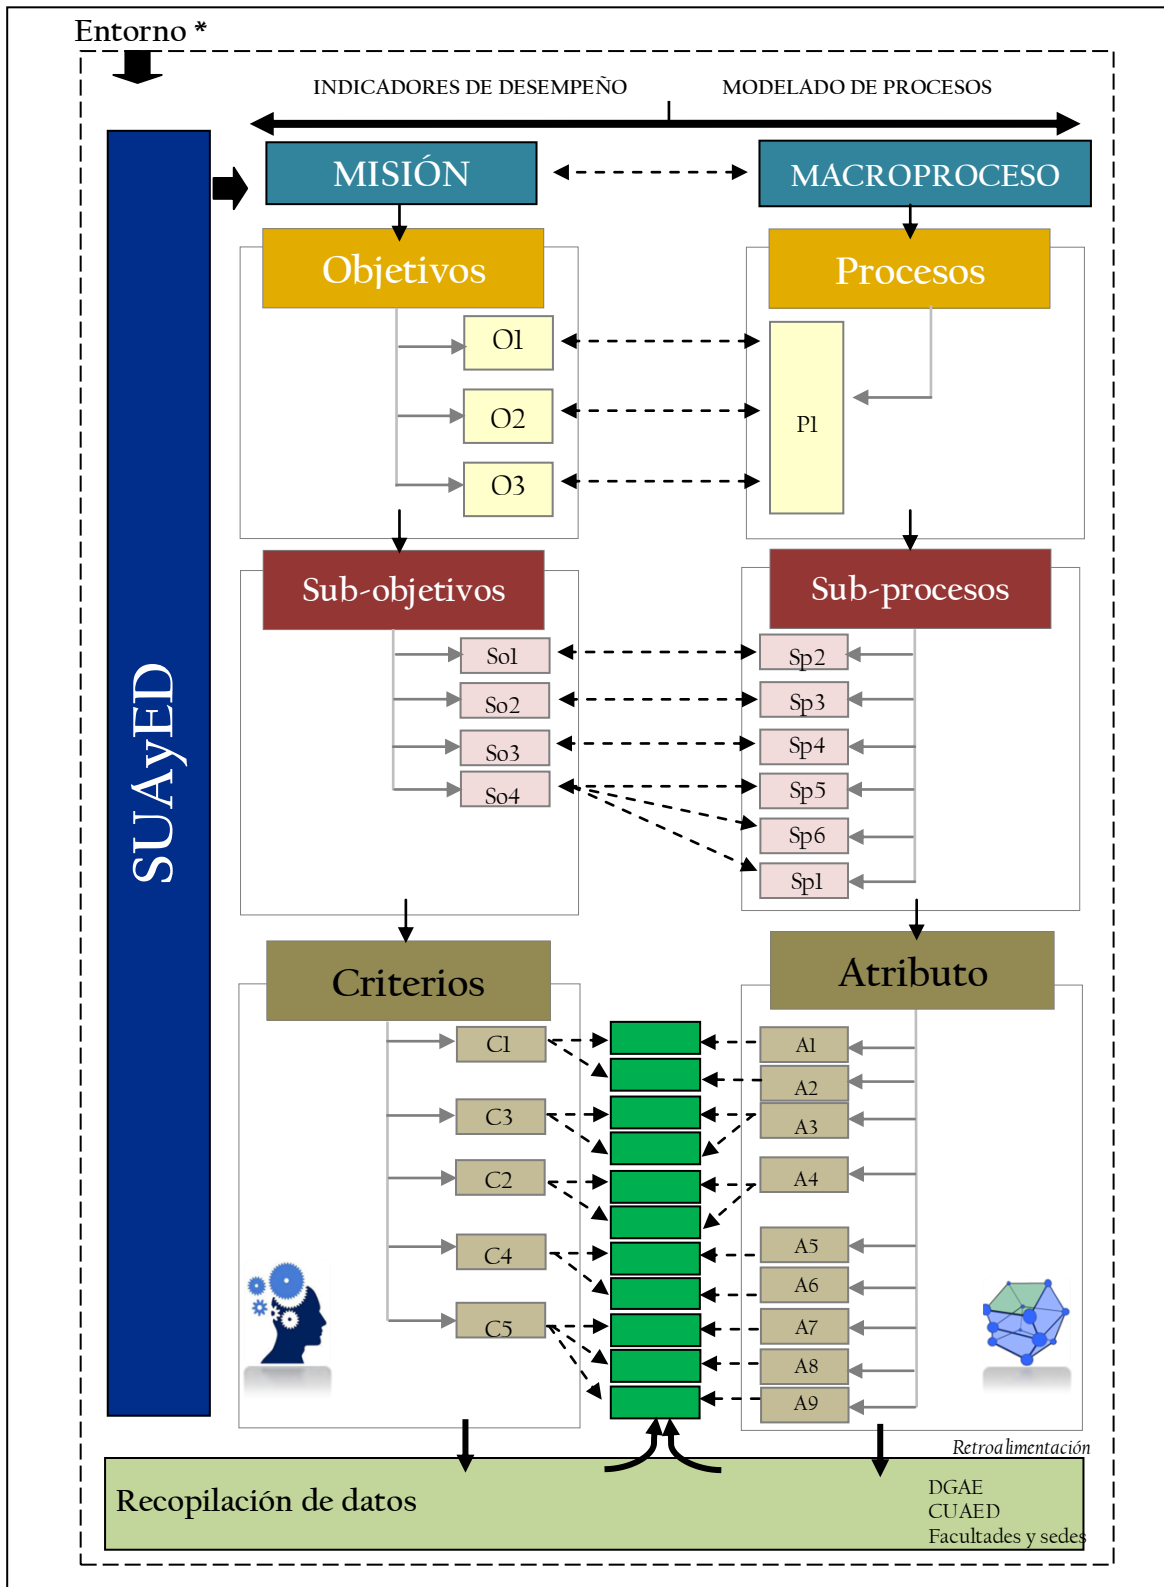 Entorno *
INDICADORES DE DESEMPEÑO
MODELADO DE PROCESOS
SUAyED
MISIÓN
MACROPROCESO
Objetivos
Procesos
O1
O2
O3
P1
Sub-objetivos
Sub-procesos
So1
Sp2
So2
Sp3
So3
Sp4
So4
Sp5
Sp6
Sp1
Criterios
Atributo
C1
A1
A2
C3
A3
C2
A4
C4
A5
A6
C5
A7
A8
A9
Retroalimentación
Recopilación de datos
DGAE
CUAED
Facultades y sedes